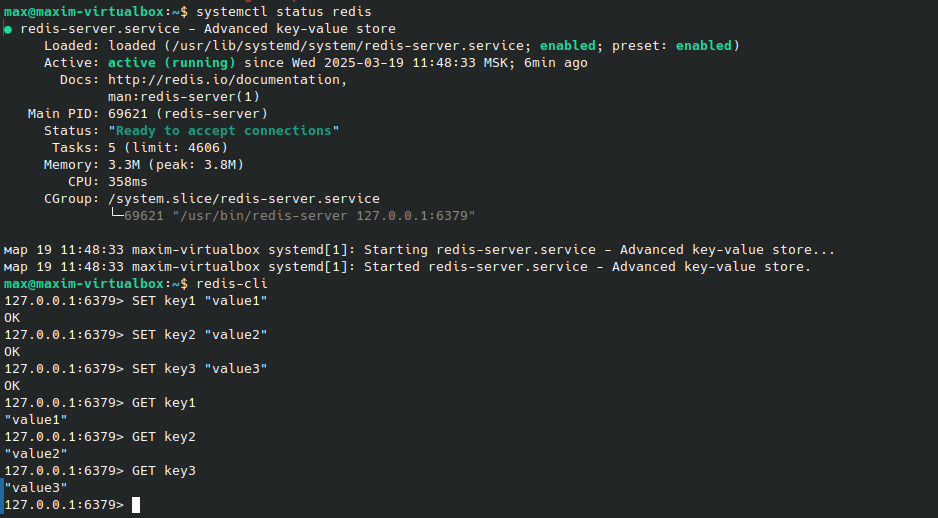 max@maxim-virtualbox:~$ systemctl status redis
● redis-server.service - Advanced key-value store
Loaded: loaded (/usr/lib/systemd/system/redis-server.service; enabled; preset: enabled)
Active: active (running) since Wed 2025-03-19 11:48:33 MSK; 6min ago
Docs: http://redis.io/documentation,
man:redis-server(1)
Main PID: 69621 (redis-server)
Status: "Ready to accept connections"
Tasks: 5 (limit: 4606)
Memory: 3.3M (peak: 3.8M)
CPU: 358ms
CGroup: /system.slice/redis-server.service
└─69621 "/usr/bin/redis-server 127.0.0.1:6379"
мар 19 11:48:33 maxim-virtualbox systemd[1]: Starting redis-server.service - Advanced key-value store...
мар 19 11:48:33 maxim-virtualbox systemd[1]: Started redis-server.service - Advanced key-value store.
max@maxim-virtualbox:~$ redis-cli
127.0.0.1:6379> SET key1 "value1"
OK
127.0.0.1:6379> SET key2 "value2"
OK
127.0.0.1:6379> SET key3 "value3"
OK
127.0.0.1:6379> GET key1
"value1"
127.0.0.1:6379> GET key2
"value2"
127.0.0.1:6379> GET key3
"value3"
127.0.0.1:6379>